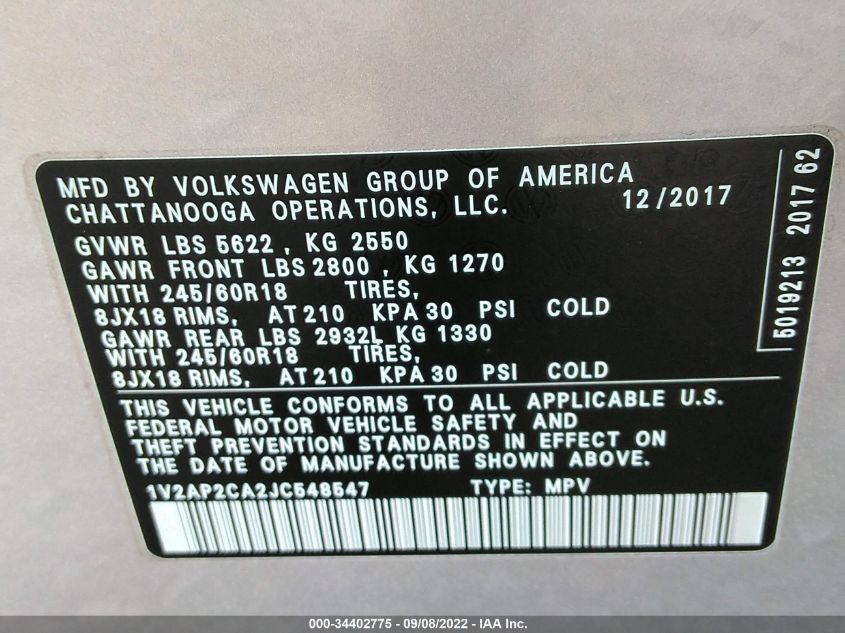 MFD BY VOLKSWAGEN GROUP OF AMERICA
CHATTANOOGA OPERATIONS, LLC. 12/2017
GVWR LBS 5622 , KG 2550
GAWR FRONT LBS 2800 , KG 1270
WITH 245/60R18 TIRES,
8JX18 RIMS, AT 210 KPA 30 PSI COLD
GAWR REAR LBS 2932L KG 1330
WITH 245/60R18 TIRES,
8JX18 RIMS, AT 210 KPA 30 PSI COLD
THIS VEHICLE CONFORMS TO ALL APPLICABLE U.S.
FEDERAL MOTOR VEHICLE SAFETY AND
THEFT PREVENTION STANDARDS IN EFFECT ON
THE DATE OF MANUFACTURE SHOWN ABOVE.
1V2AP2CA2JC548547 TYPE: MPV
5019213 2017 62
000-34402775 - 09/08/2022 - IAA Inc.